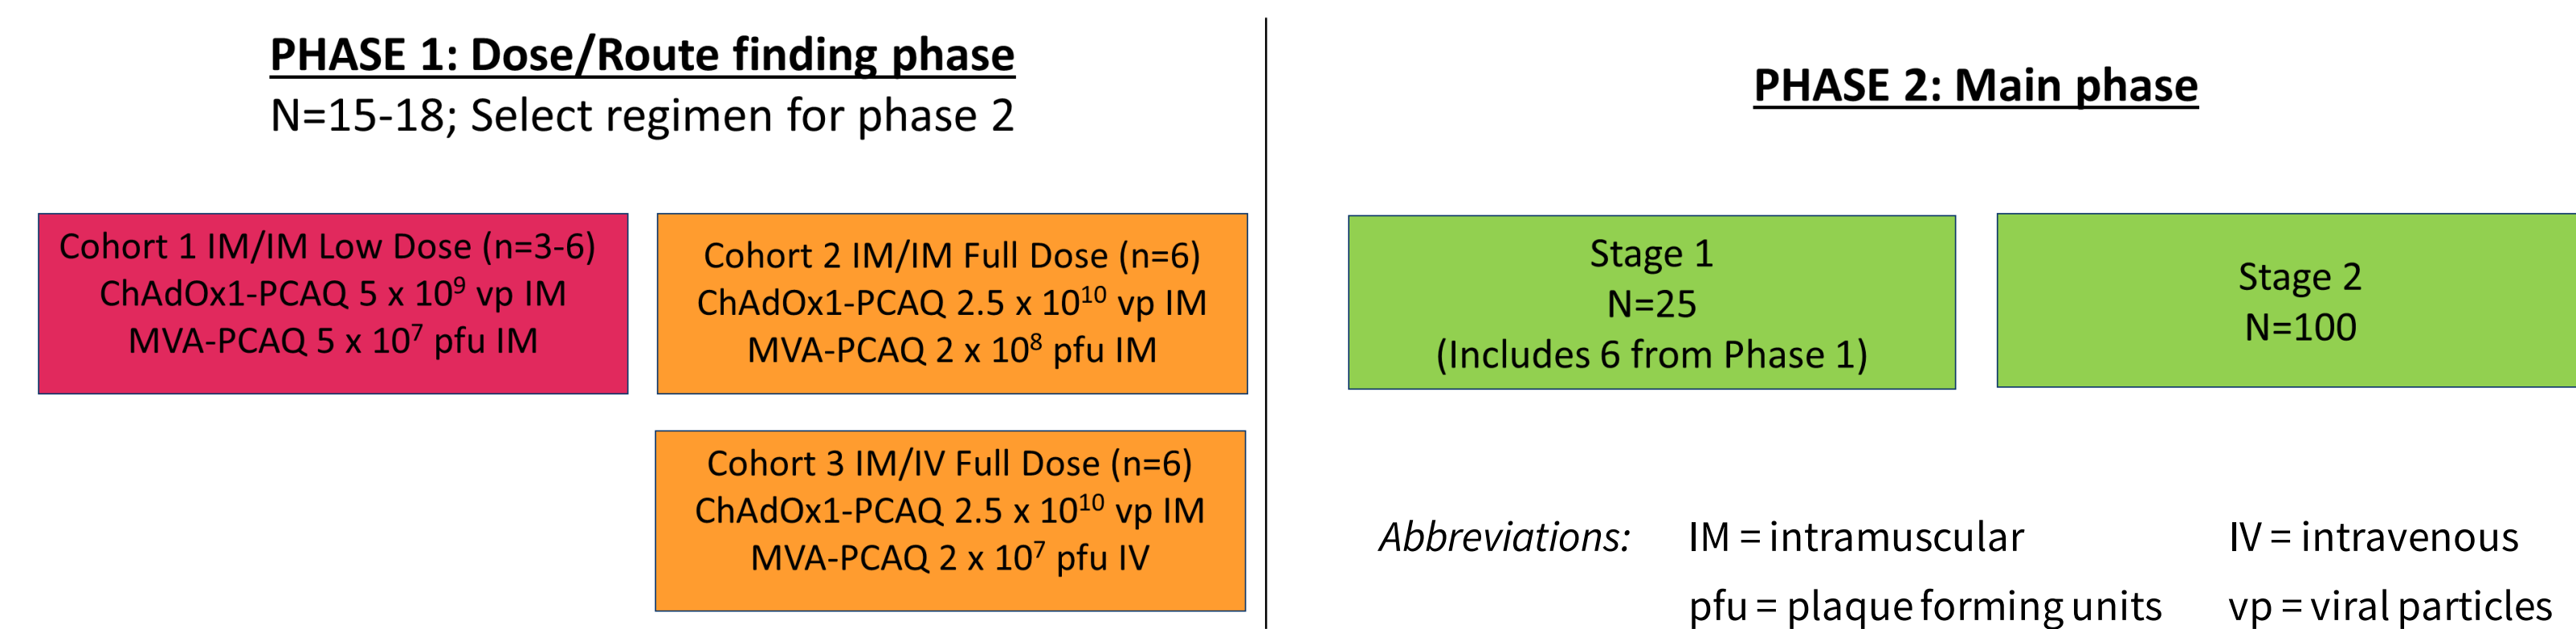 PHASE 1: Dose/Route finding phase
N=15-18; Select regimen for phase 2
Cohort 1 IM/IM Low Dose (n=3-6)
ChAdOx1-PCAQ 5 x 10⁹ vp IM
MVA-PCAQ 5 x 10⁷ pfu IM
Cohort 2 IM/IM Full Dose (n=6)
ChAdOx1-PCAQ 2.5 x 10¹⁰ vp IM
MVA-PCAQ 2 x 10⁸ pfu IM
Cohort 3 IM/IV Full Dose (n=6)
ChAdOx1-PCAQ 2.5 x 10¹⁰ vp IM
MVA-PCAQ 2 x 10⁷ pfu IV
PHASE 2: Main phase
Stage 1
N=25
(Includes 6 from Phase 1)
Stage 2
N=100
Abbreviations: IM = intramuscular IV = intravenous
pfu = plaque forming units vp = viral particles